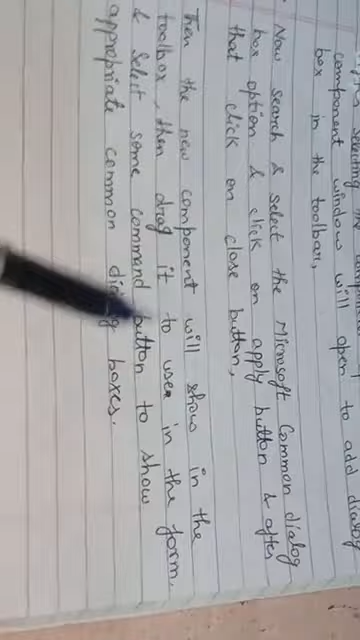 selecting
component window will open to add dialog
box in the toolbar,
Now search & select the Microsoft Common dialog
box option & click on apply button & after
that click on close button,
Then the new component will show in the
toolbox, then drag it to use in the form.
& select some command button to show
appropriate common dialog boxes.